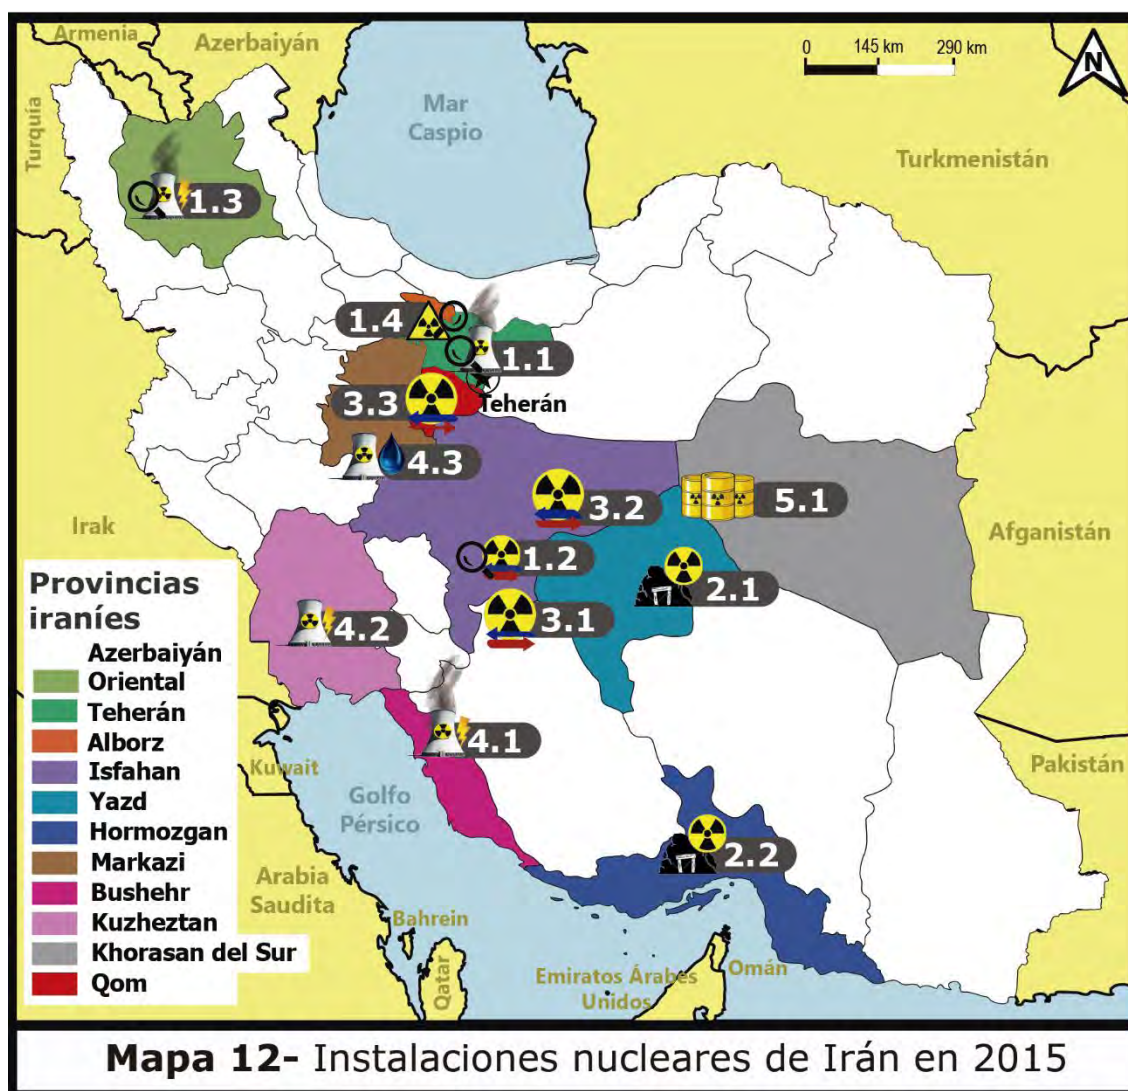 Armenia
Azerbaiyán
0 145 km 290 km
N
Mar
Caspio
Turquía
Turkmenistán
1.3
1.4
1.1
3.3
Teherán
4.3
3.2
5.1
Irak
Afganistán
1.2
2.1
3.1
4.2
Provincias
iraníes
Azerbaiyán
Oriental
Teherán
Alborz
Isfahan
Yazd
Hormozgan
Markazi
Bushehr
Kuzheztan
Khorasan del Sur
Qom
4.1
Kuwait
Pakistán
Golfo
Pérsico
2.2
Arabia
Saudita
Bahrein
Qatar
Emiratos Árabes
Unidos
Omán
Mapa 12- Instalaciones nucleares de Irán en 2015